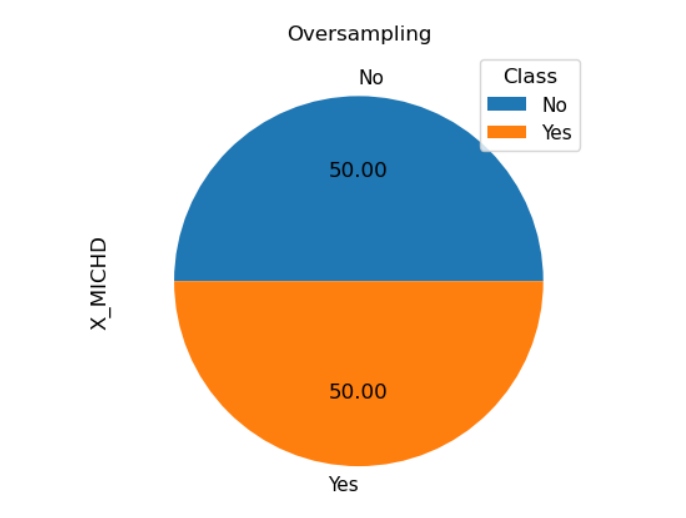 Oversampling
No
Class
No
Yes
50.00
X_MICHD
50.00
Yes